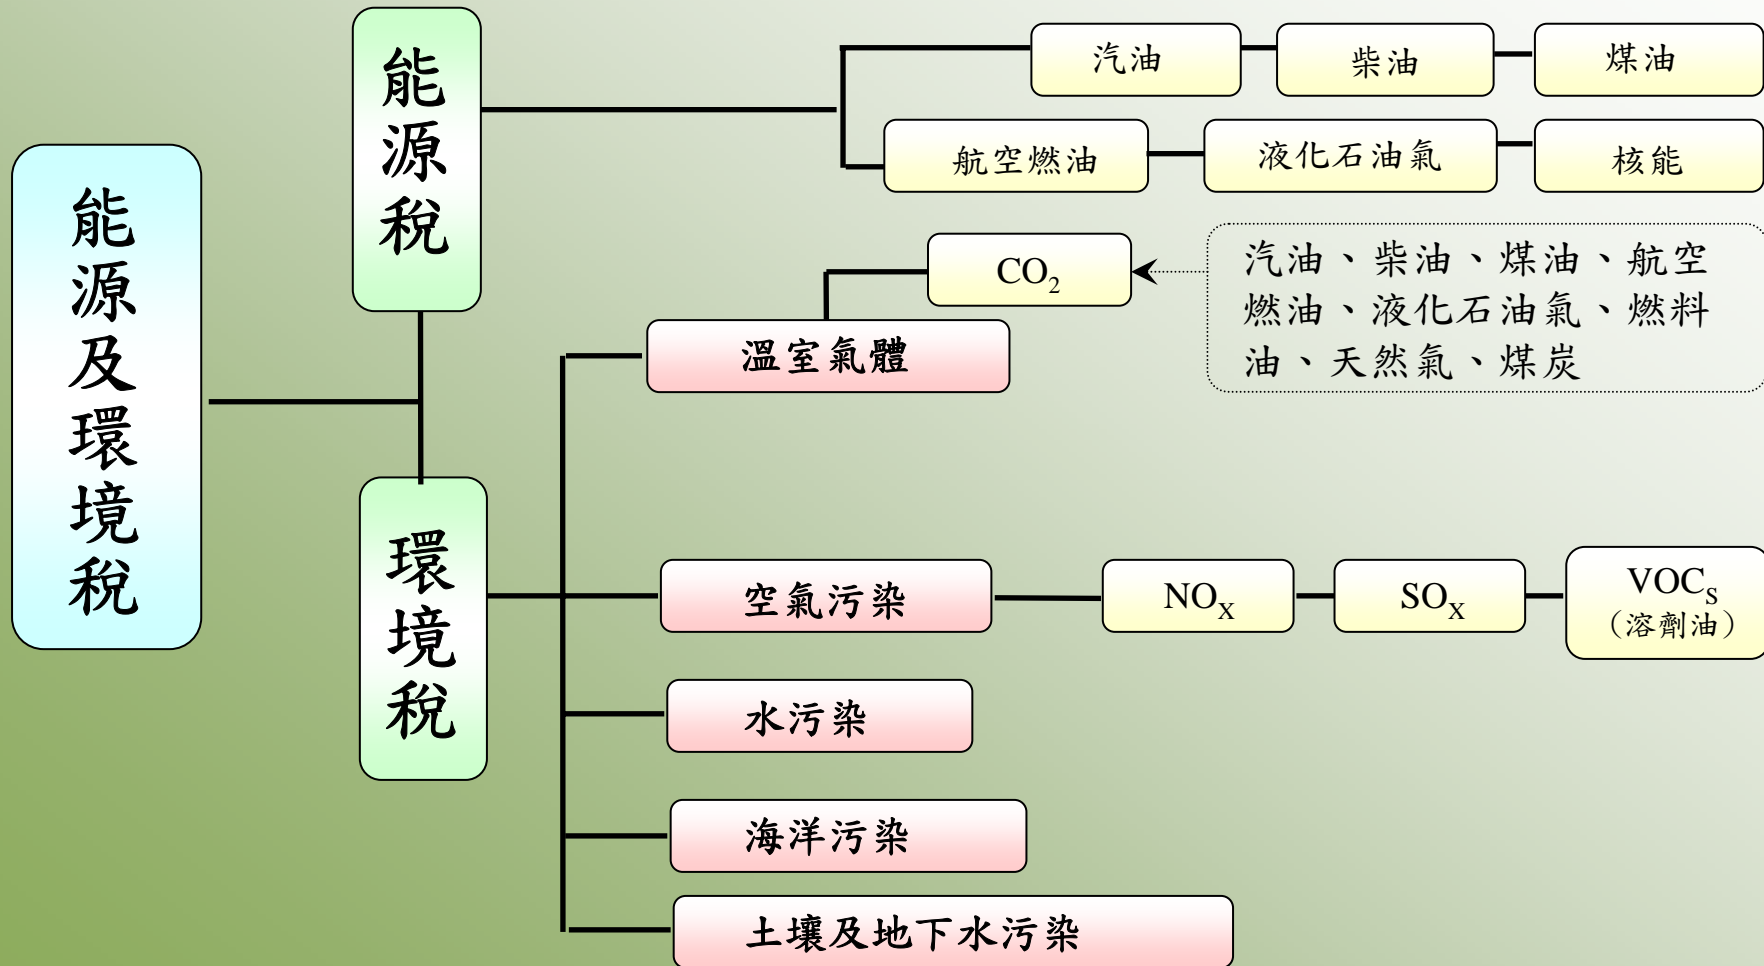 能源及環境稅
能源稅
汽油
柴油
煤油
航空燃油
液化石油氣
核能
CO₂
汽油、柴油、煤油、航空
燃油、液化石油氣、燃料
油、天然氣、煤炭
溫室氣體
環境稅
空氣污染
NOX
SOX
VOCS
（溶劑油）
水污染
海洋污染
土壤及地下水污染